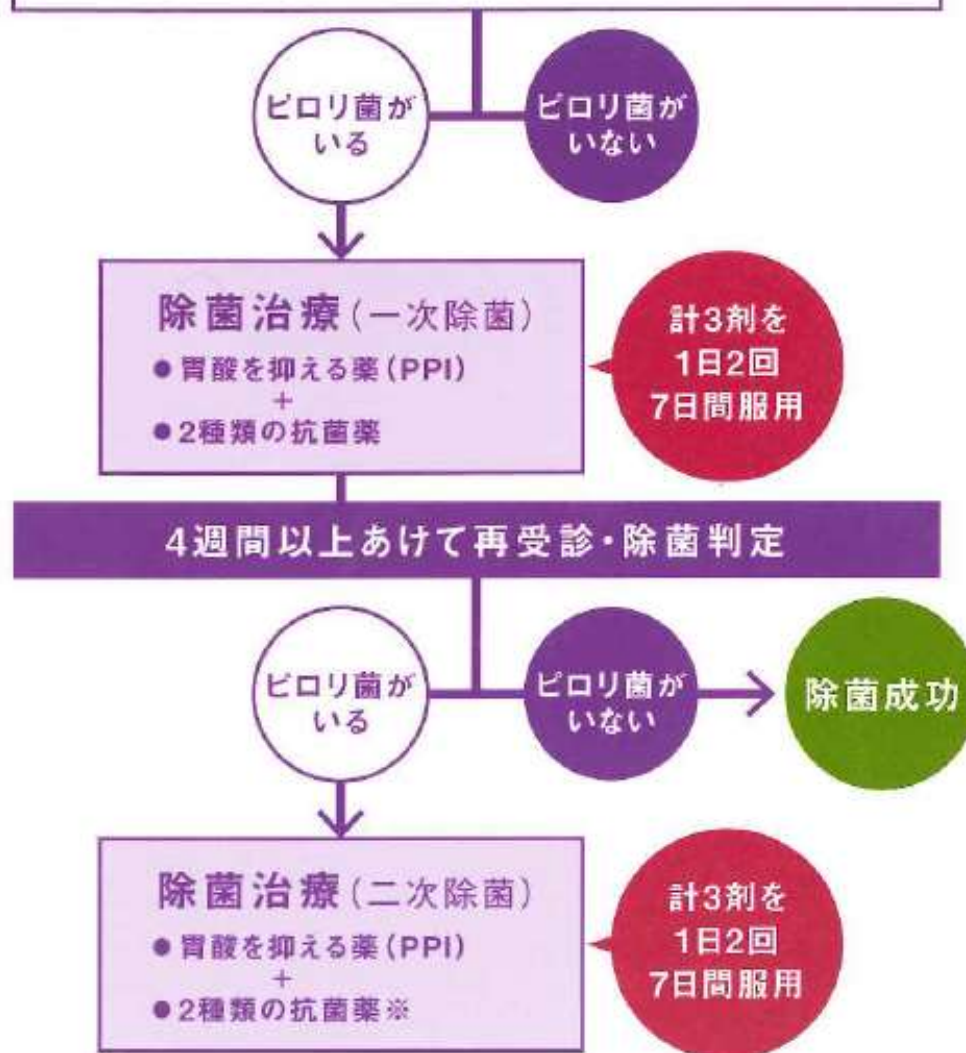 ピロリ菌が
いる
ピロリ菌が
いない
除菌治療(一次除菌)
●胃酸を抑える薬(PPI)
+
●2種類の抗菌薬
計3剤を
1日2回
7日間服用
4週間以上あけて再受診・除菌判定
ピロリ菌が
いる
ピロリ菌が
いない
除菌成功
除菌治療(二次除菌)
●胃酸を抑える薬(PPI)
+
●2種類の抗菌薬※
計3剤を
1日2回
7日間服用